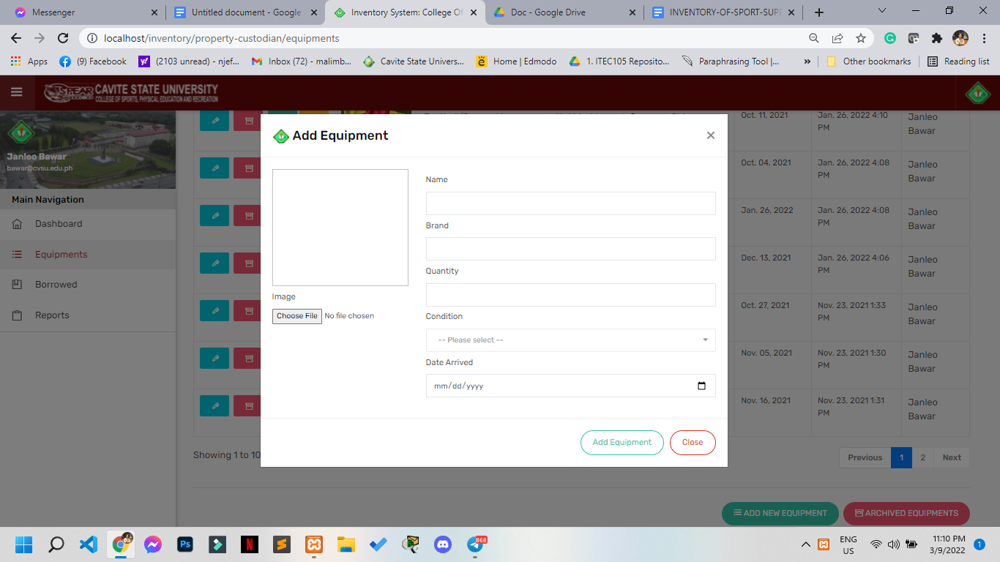 Messenger
Untitled document - Google
Inventory System: College Of
Doc - Google Drive
INVENTORY-OF-SPORT-SUPP
localhost/inventory/property-custodian/equipments
Apps
(9) Facebook
(2103 unread) - njef...
Inbox (72) - malimb...
Cavite State Univers...
Home | Edmodo
1. ITEC105 Reposito...
Paraphrasing Tool |...
»
Other bookmarks
Reading list
SPEAR
CAVITE STATE UNIVERSITY
COLLEGE OF SPORTS, PHYSICAL EDUCATION AND RECREATION
Janleo Bawar
bawar@cvsu.edu.ph
Main Navigation
Dashboard
Equipments
Borrowed
Reports
Add Equipment
×
Name
Brand
Quantity
Image
Choose File No file chosen
Condition
-- Please select --
Date Arrived
mm/dd/yyyy
Add Equipment
Close
Oct. 11, 2021
Jan. 26, 2022 4:10
PM
Janleo
Bawar
Oct. 04, 2021
Jan. 26, 2022 4:08
PM
Janleo
Bawar
Jan. 26, 2022
Jan. 26, 2022 4:08
PM
Janleo
Bawar
Dec. 13, 2021
Jan. 26, 2022 4:06
PM
Janleo
Bawar
Oct. 27, 2021
Nov. 23, 2021 1:33
PM
Janleo
Bawar
Nov. 05, 2021
Nov. 23, 2021 1:30
PM
Janleo
Bawar
Nov. 16, 2021
Nov. 23, 2021 1:31
PM
Janleo
Bawar
Showing 1 to 10
Previous
1
2
Next
ADD NEW EQUIPMENT
ARCHIVED EQUIPMENTS
Ps
N
868
ENG
US
11:10 PM
3/9/2022
1